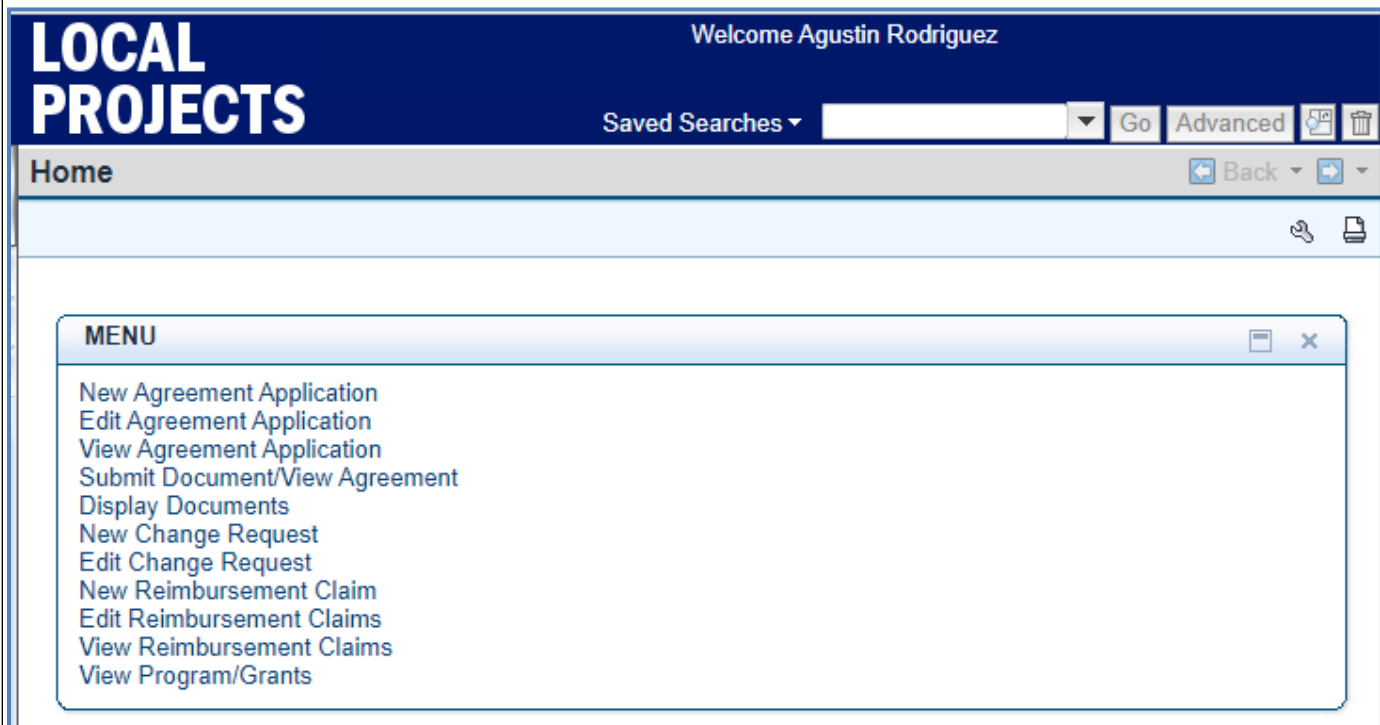 LOCAL
PROJECTS
Welcome Agustin Rodriguez
Saved Searches
Go
Advanced
Home
Back
MENU
New Agreement Application
Edit Agreement Application
View Agreement Application
Submit Document/View Agreement
Display Documents
New Change Request
Edit Change Request
New Reimbursement Claim
Edit Reimbursement Claims
View Reimbursement Claims
View Program/Grants